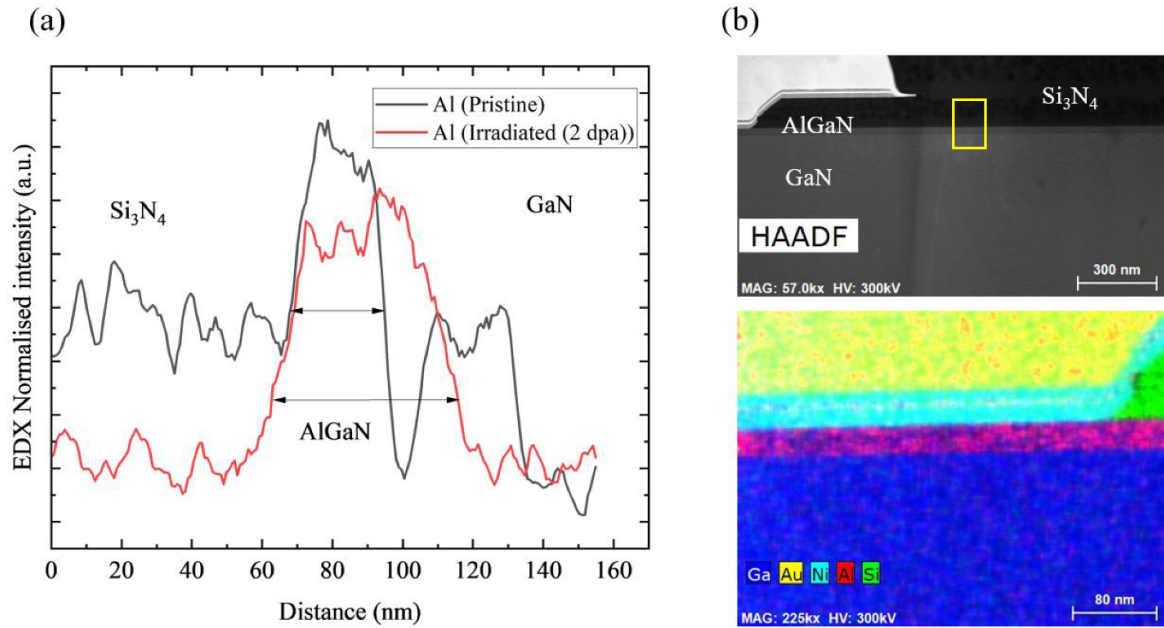 (a)
EDX Normalised intensity (a.u.)
Al (Pristine)
Al (Irradiated (2 dpa))
Si₃N₄
GaN
AlGaN
0 20 40 60 80 100 120 140 160
Distance (nm)
(b)
Si₃N₄
AlGaN
GaN
HAADF
300 nm
MAG: 57.0kx HV: 300kV
Ga Au Ni Al Si
80 nm
MAG: 225kx HV: 300kV